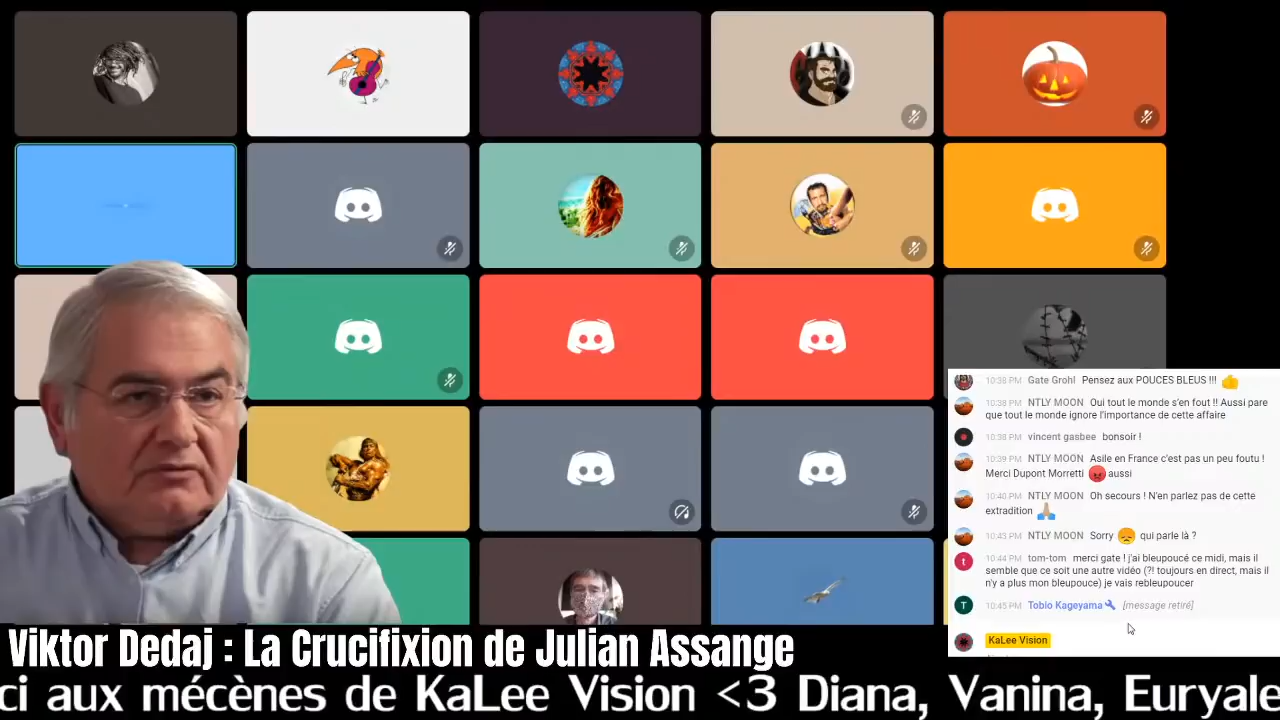 10:38 PM Gate Grohl Pensez aux POUCES BLEUS !!!
10:38 PM NTLY MOON Oui tout le monde s'en fout !! Aussi pare
que tout le monde ignore l'importance de cette affaire
10:38 PM vincent gasbee bonsoir !
10:39 PM NTLY MOON Asile en France c'est un peu foutu !
Merci Dupont Morretti aussi
10:40 PM NTLY MOON Oh secours ! N'en parlez pas de cette
extradition
10:43 PM NTLY MOON Sorry qui parle là ?
t
10:44 PM tom-tom merci gate ! j'ai bleupoucé ce midi, mais il
semble que ce soit une autre vidéo (?! toujours en direct, mais il
n'y a plus mon bleupouce) je vais rebleupoucer
T
10:45 PM Tobio Kageyama [message retiré]
KaLee Vision
Viktor Dedaj : La Crucifixion de Julian Assange
ci aux mécènes de KaLee Vision <3 Diana, Vanina, Euryale